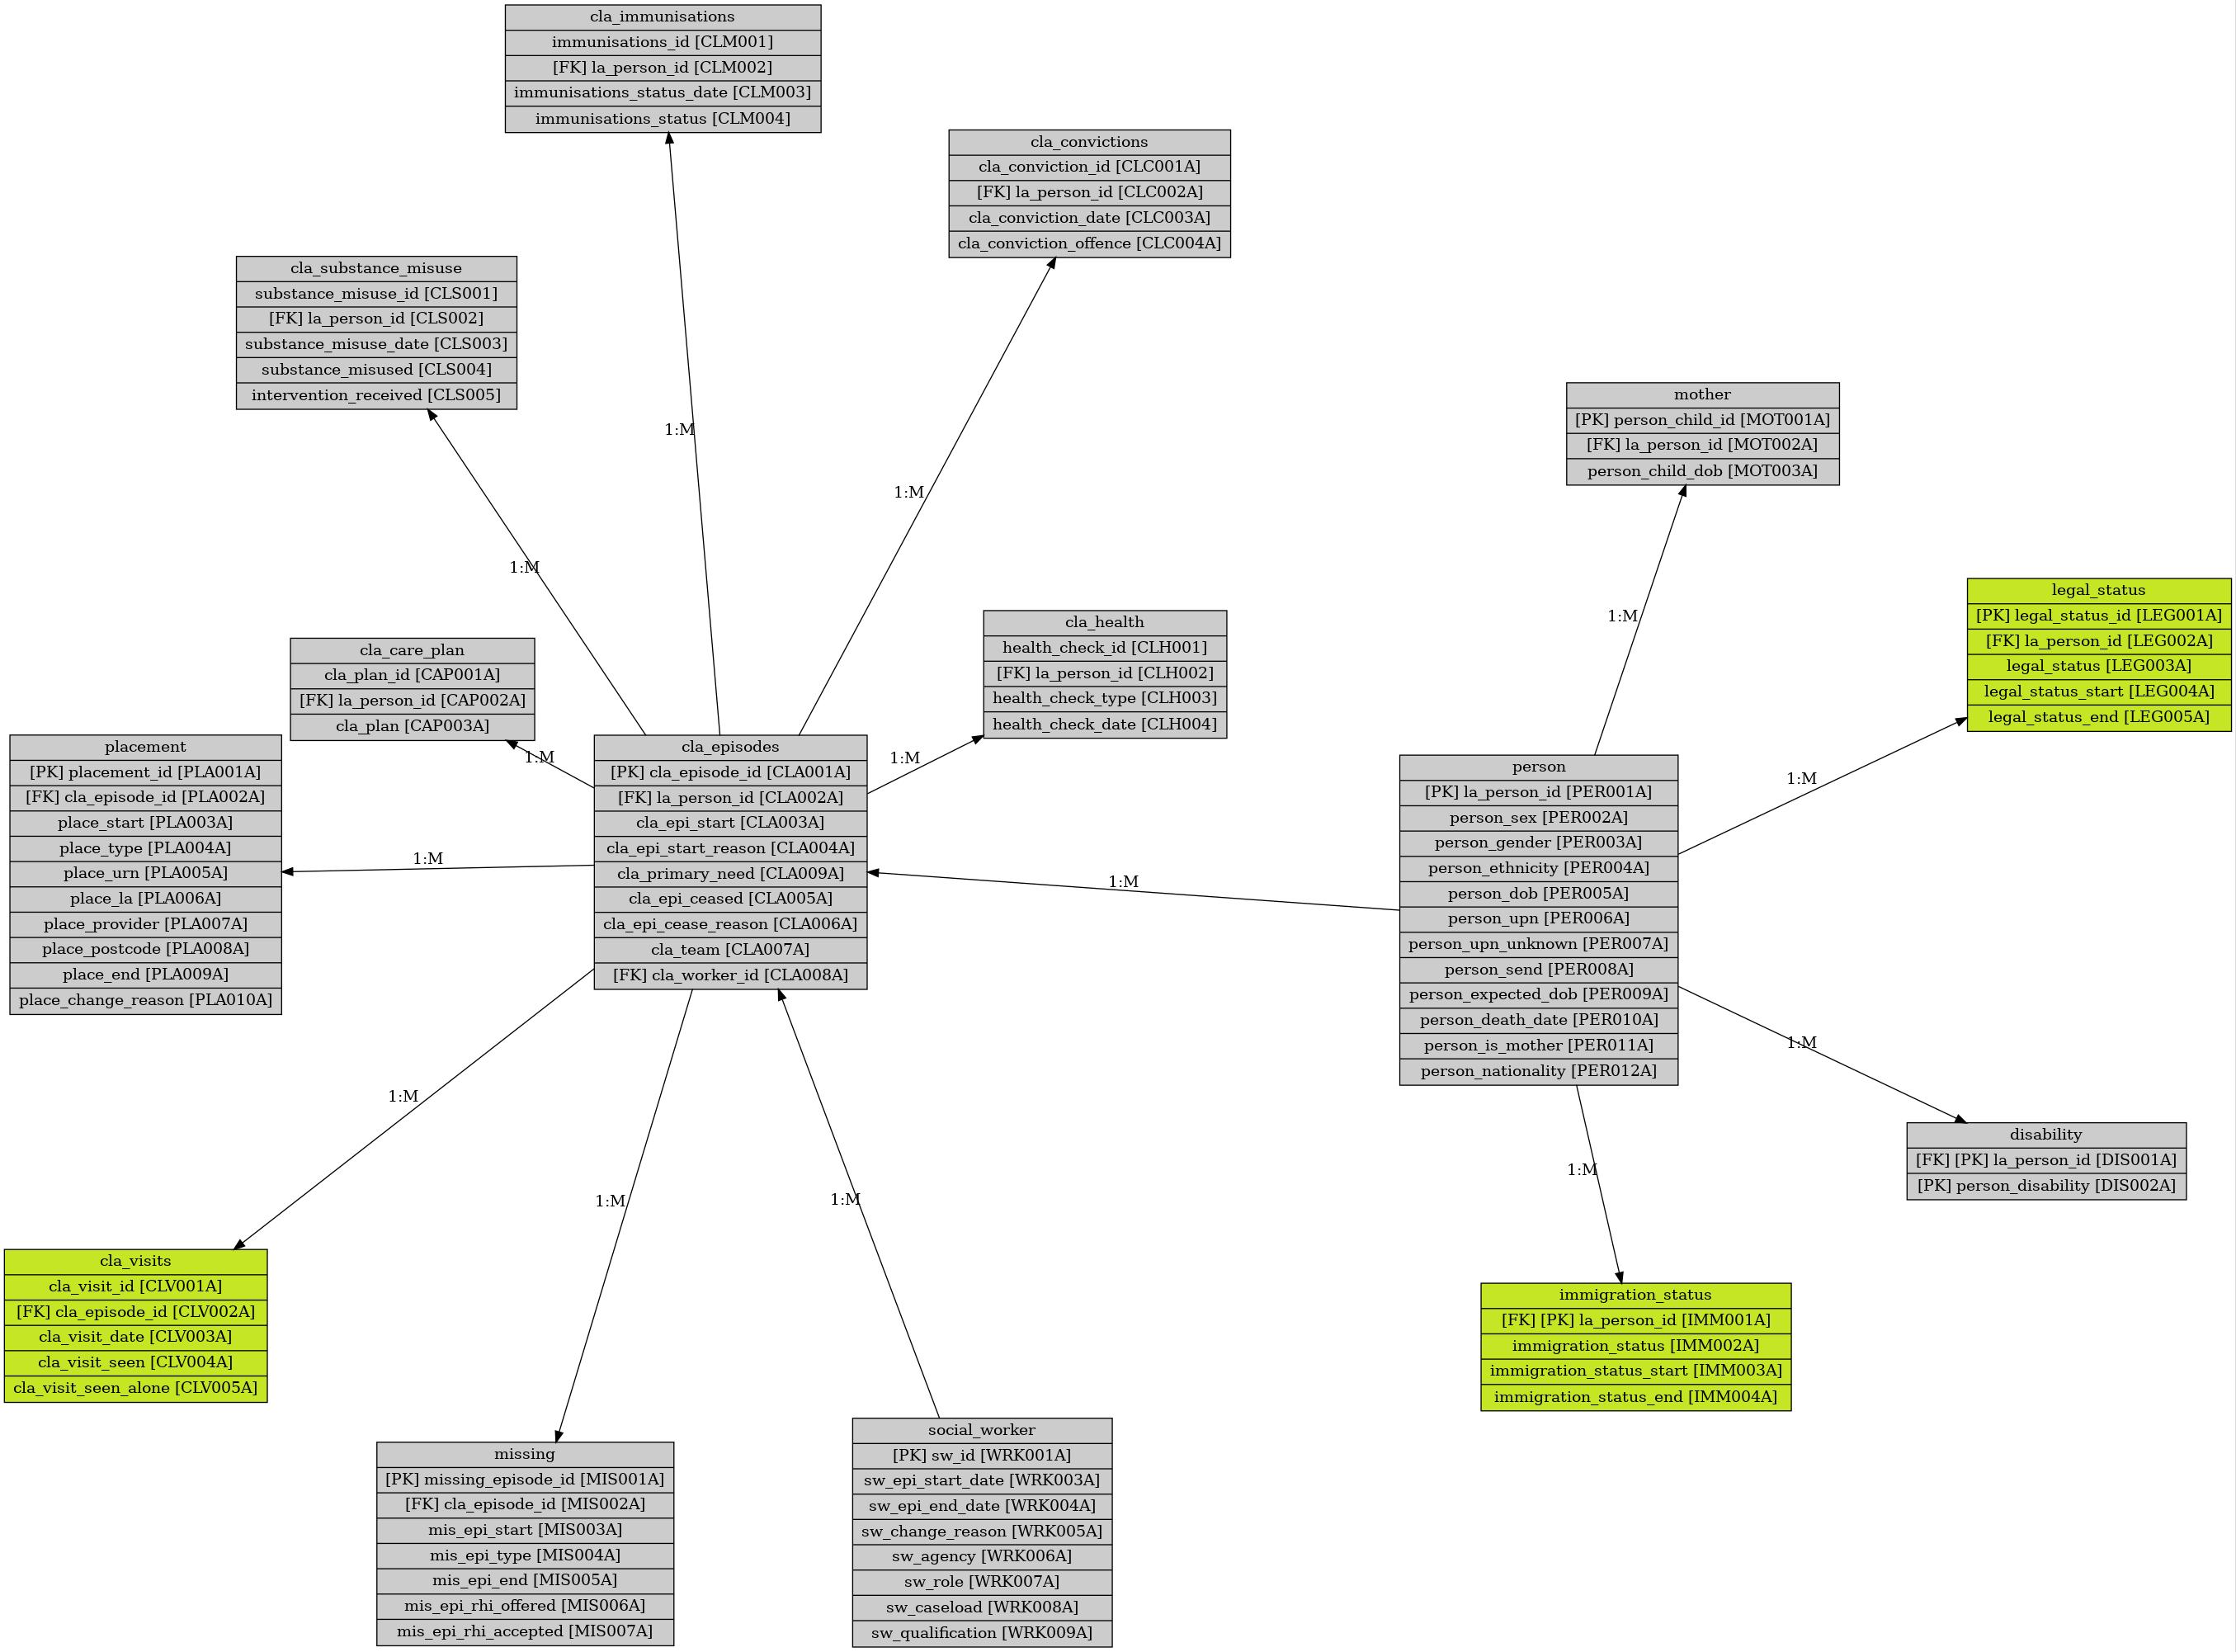 cla_immunisations
immunisations_id [CLM001]
[FK] la_person_id [CLM002]
immunisations_status_date [CLM003]
immunisations_status [CLM004]
cla_convictions
cla_conviction_id [CLC001A]
[FK] la_person_id [CLC002A]
cla_conviction_date [CLC003A]
cla_conviction_offence [CLC004A]
cla_substance_misuse
substance_misuse_id [CLS001]
[FK] la_person_id [CLS002]
substance_misuse_date [CLS003]
substance_misused [CLS004]
intervention_received [CLS005]
mother
[PK] person_child_id [MOT001A]
[FK] la_person_id [MOT002A]
person_child_dob [MOT003A]
1:M
1:M
1:M
1:M
legal_status
[PK] legal_status_id [LEG001A]
[FK] la_person_id [LEG002A]
legal_status [LEG003A]
legal_status_start [LEG004A]
legal_status_end [LEG005A]
cla_health
health_check_id [CLH001]
[FK] la_person_id [CLH002]
health_check_type [CLH003]
health_check_date [CLH004]
cla_care_plan
cla_plan_id [CAP001A]
[FK] la_person_id [CAP002A]
cla_plan [CAP003A]
1:M
1:M
1:M
placement
[PK] placement_id [PLA001A]
[FK] cla_episode_id [PLA002A]
place_start [PLA003A]
place_type [PLA004A]
place_urn [PLA005A]
place_la [PLA006A]
place_provider [PLA007A]
place_postcode [PLA008A]
place_end [PLA009A]
place_change_reason [PLA010A]
1:M
cla_episodes
[PK] cla_episode_id [CLA001A]
[FK] la_person_id [CLA002A]
cla_epi_start [CLA003A]
cla_epi_start_reason [CLA004A]
cla_primary_need [CLA009A]
cla_epi_ceased [CLA005A]
cla_epi_cease_reason [CLA006A]
cla_team [CLA007A]
[FK] cla_worker_id [CLA008A]
1:M
person
[PK] la_person_id [PER001A]
person_sex [PER002A]
person_gender [PER003A]
person_ethnicity [PER004A]
person_dob [PER005A]
person_upn [PER006A]
person_upn_unknown [PER007A]
person_send [PER008A]
person_expected_dob [PER009A]
person_death_date [PER010A]
person_is_mother [PER011A]
person_nationality [PER012A]
1:M
1:M
1:M
1:M
1:M
disability
[FK] [PK] la_person_id [DIS001A]
[PK] person_disability [DIS002A]
cla_visits
cla_visit_id [CLV001A]
[FK] cla_episode_id [CLV002A]
cla_visit_date [CLV003A]
cla_visit_seen [CLV004A]
cla_visit_seen_alone [CLV005A]
immigration_status
[FK] [PK] la_person_id [IMM001A]
immigration_status [IMM002A]
immigration_status_start [IMM003A]
immigration_status_end [IMM004A]
missing
[PK] missing_episode_id [MIS001A]
[FK] cla_episode_id [MIS002A]
mis_epi_start [MIS003A]
mis_epi_type [MIS004A]
mis_epi_end [MIS005A]
mis_epi_rhi_offered [MIS006A]
mis_epi_rhi_accepted [MIS007A]
social_worker
[PK] sw_id [WRK001A]
sw_epi_start_date [WRK003A]
sw_epi_end_date [WRK004A]
sw_change_reason [WRK005A]
sw_agency [WRK006A]
sw_role [WRK007A]
sw_caseload [WRK008A]
sw_qualification [WRK009A]